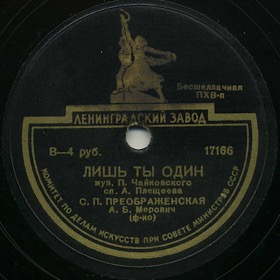 Бесшеллачная
ПХВ-п
ЛЕНИНГРАДСКИЙ ЗАВОД
В—4 руб.
17166
ЛИШЬ ТЫ ОДИН
муз. П. Чайковского
сл. А. Плещеева
С. П. ПРЕОБРАЖЕНСКАЯ
А. Б. Мерович
(ф-но)
КОМИТЕТ ПО ДЕЛАМ ИСКУССТВ ПРИ СОВЕТЕ МИНИСТРОВ СССР